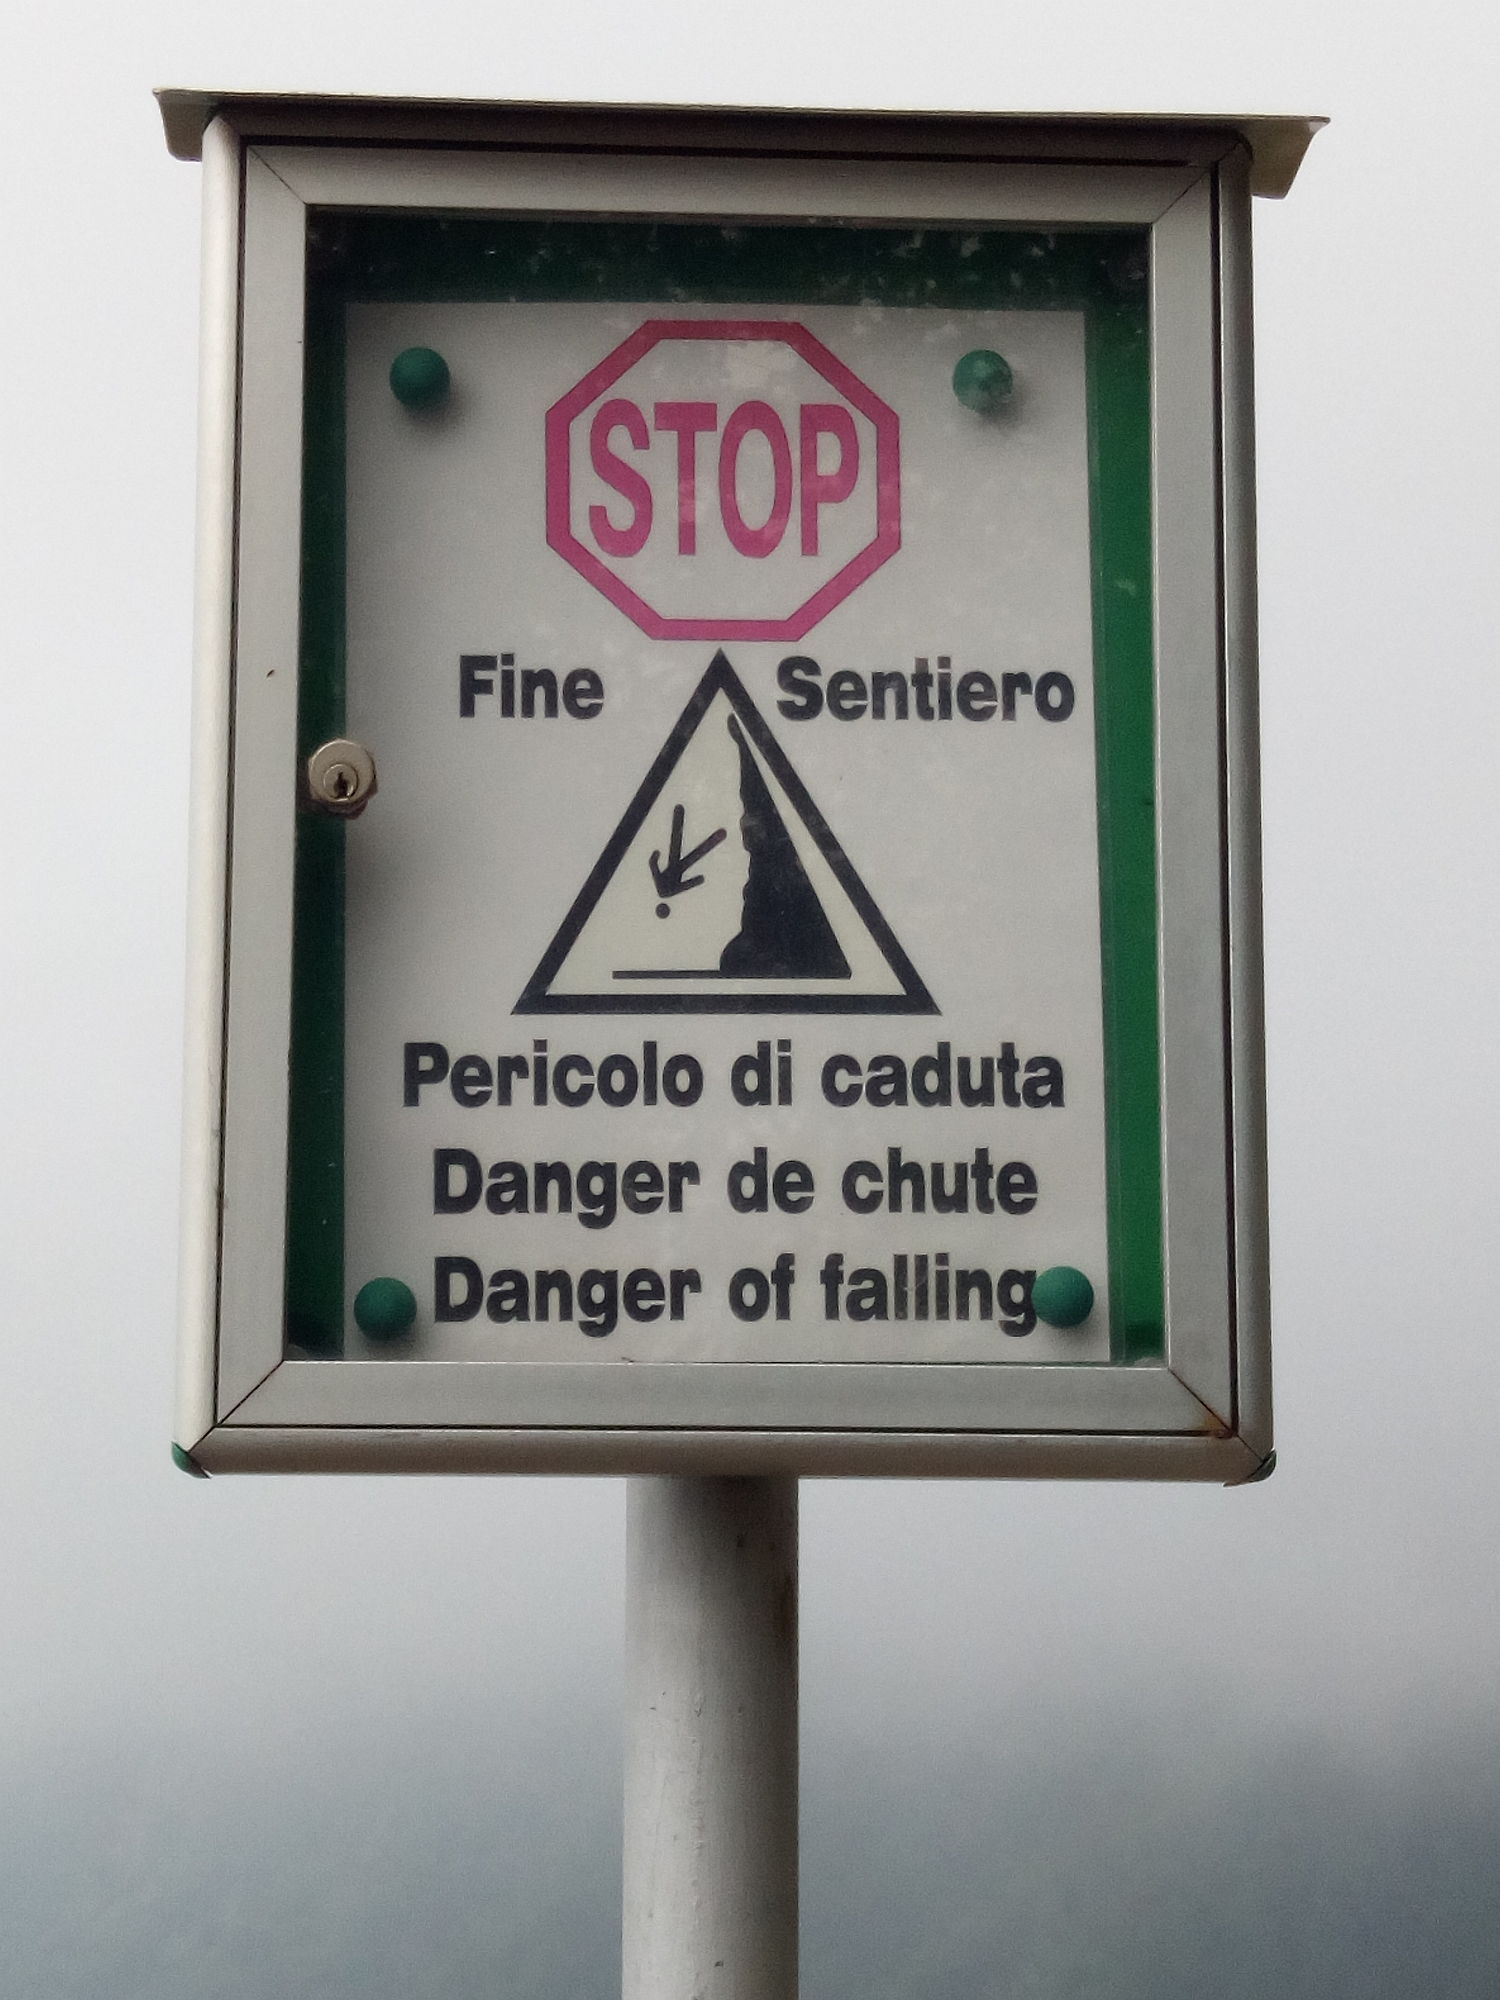 STOP
Fine Sentiero
Pericolo di caduta
Danger de chute
Danger of falling